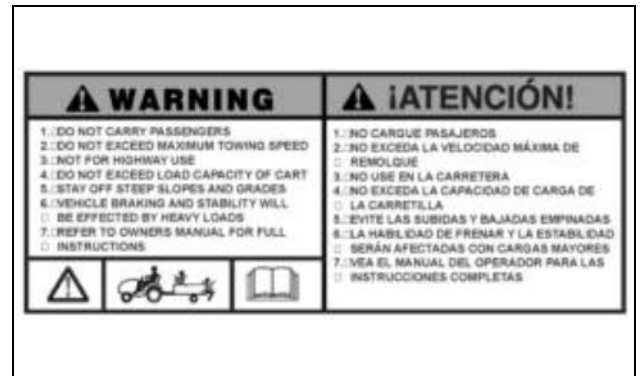 WARNING
1. DO NOT CARRY PASSENGERS
2. DO NOT EXCEED MAXIMUM TOWING SPEED
3. NOT FOR HIGHWAY USE
4. DO NOT EXCEED LOAD CAPACITY OF CART
5. STAY OFF STEEP SLOPES AND GRADES
6. VEHICLE BRAKING AND STABILITY WILL
BE EFFECTED BY HEAVY LOADS
7. REFER TO OWNERS MANUAL FOR FULL
INSTRUCTIONS
¡ATENCIÓN!
1. NO CARGUE PASAJEROS
2. NO EXCEDA LA VELOCIDAD MÁXIMA DE
REMOLQUE
3. NO USE EN LA CARRETERA
4. NO EXCEDA LA CAPACIDAD DE CARGA DE
LA CARRETILLA
5. EVITE LAS SUBIDAS Y BAJADAS EMPINADAS
6. LA HABILIDAD DE FRENAR Y LA ESTABILIDAD
SERÁN AFECTADAS CON CARGAS MAYORES
7. VEA EL MANUAL DEL OPERADOR PARA LAS
INSTRUCCIONES COMPLETAS